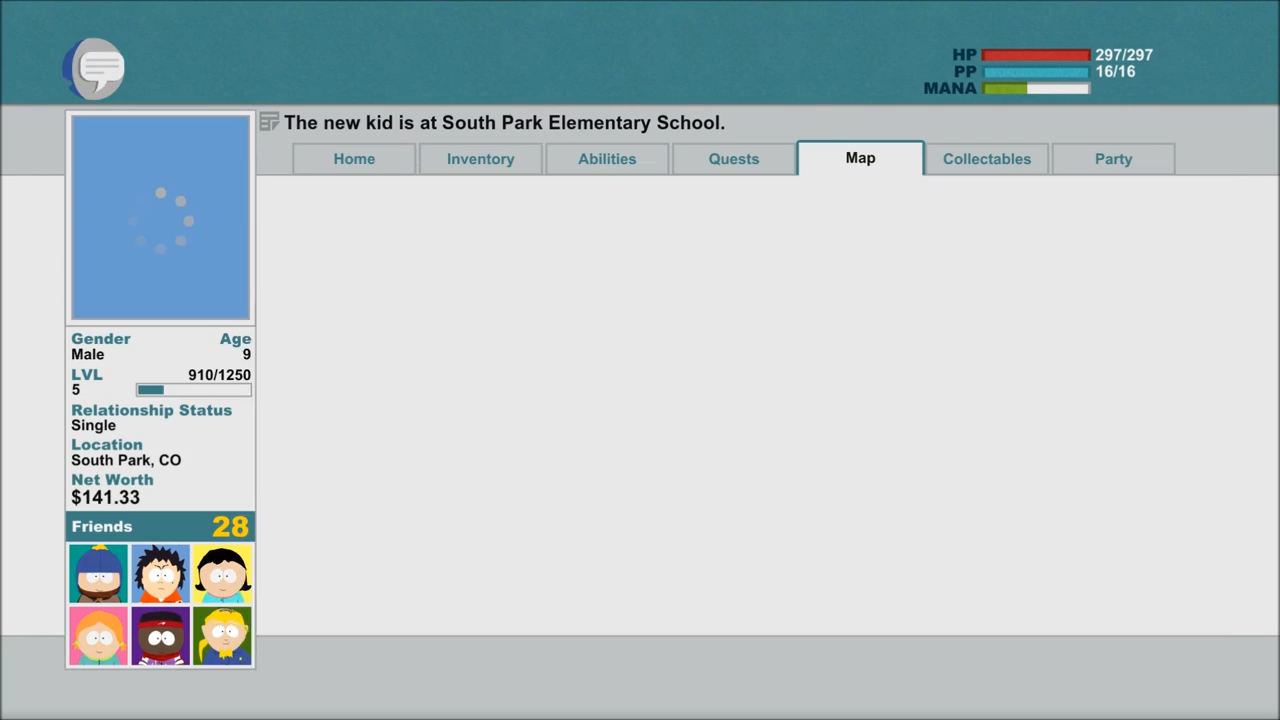 HP 297/297
PP 16/16
MANA
The new kid is at South Park Elementary School.
Home Inventory Abilities Quests Map Collectables Party
Gender Age
Male 9
LVL 910/1250
5
Relationship Status
Single
Location
South Park, CO
Net Worth
$141.33
Friends 28